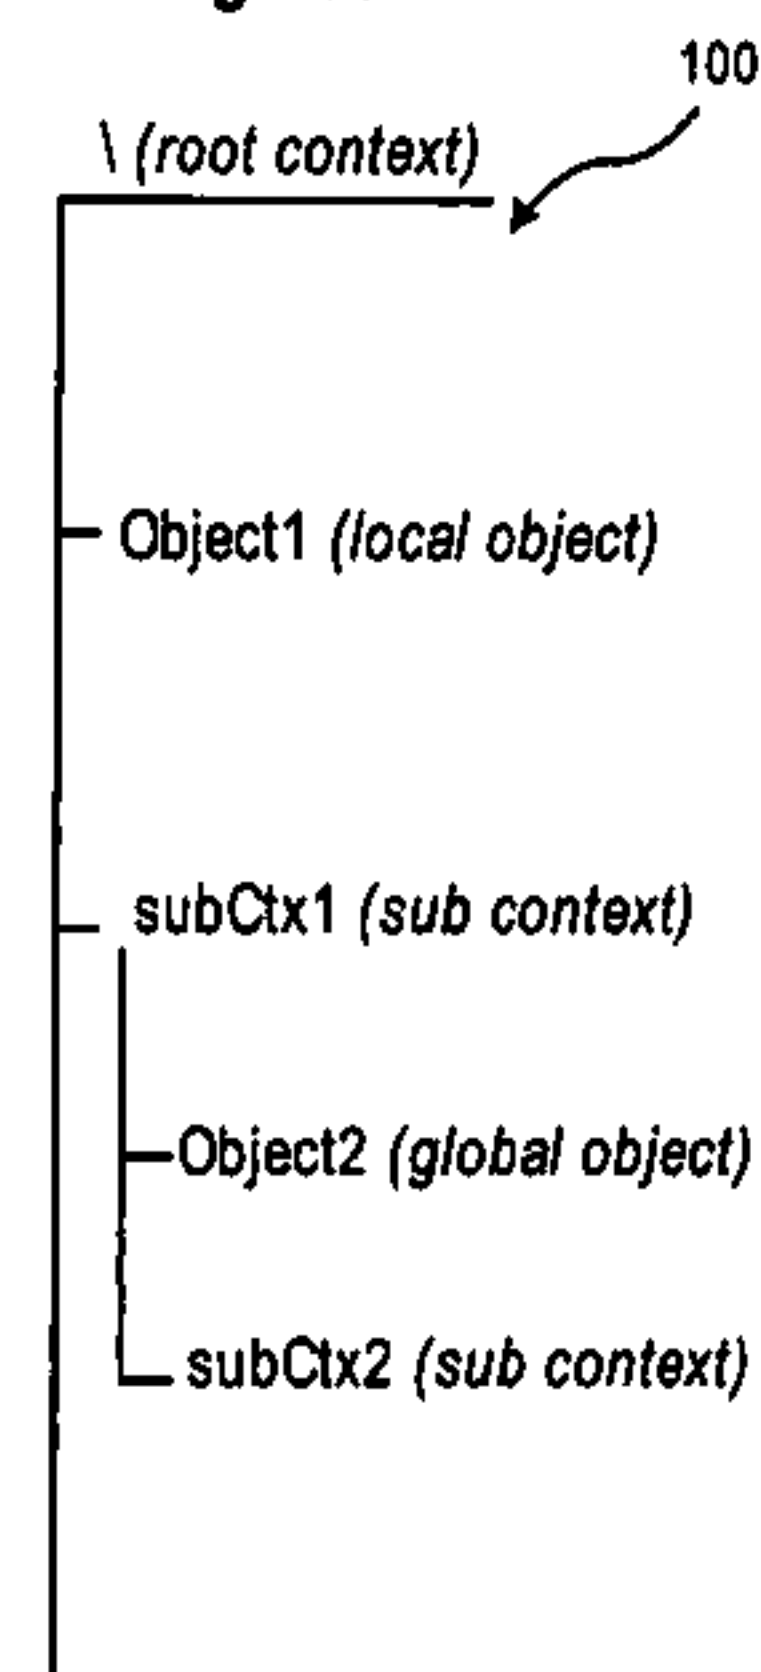 100
\ (root context)
Object1 (local object)
subCtx1 (sub context)
Object2 (global object)
subCtx2 (sub context)